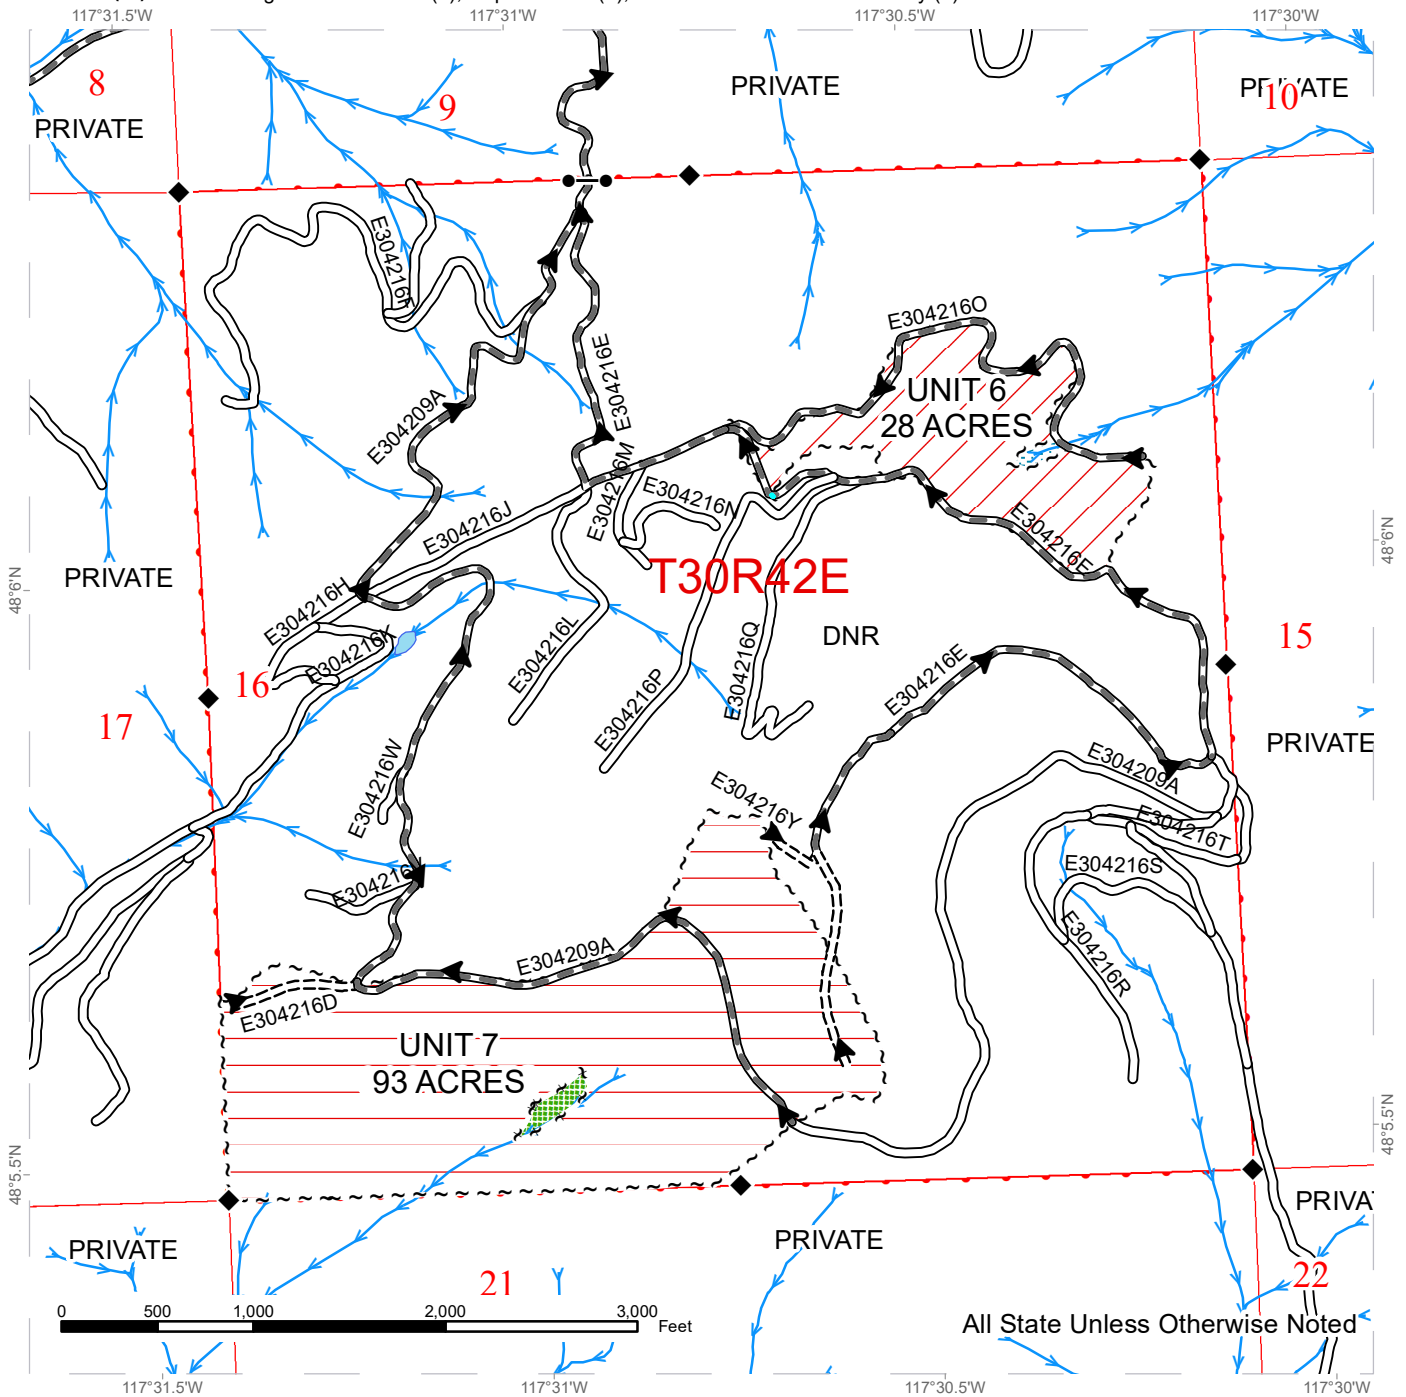 117°31.5'W
117°31'W
117°30.5'W
117°30'W
8
9
PRIVATE
PRIVATE
10
PRIVATE
E304216F
E304216O
E304216E
UNIT 6
28 ACRES
E304209A
E304216M
E304216N
E304216J
E304216E
48°6'N
48°6'N
PRIVATE
T30R42E
E304216H
E304216K
E304216L
E304216Q
DNR
15
16
E304216P
E304216E
17
PRIVATE
E304216W
E304209A
E304216Y
E304216T
E304216S
E304216
E304216R
E304209A
E304216D
UNIT 7
93 ACRES
48°5.5'N
48°5.5'N
PRIVATE
PRIVATE
PRIVA
21
22
0 500 1,000 2,000 3,000
Feet
All State Unless Otherwise Noted
117°31.5'W
117°31'W
117°30.5'W
117°30'W